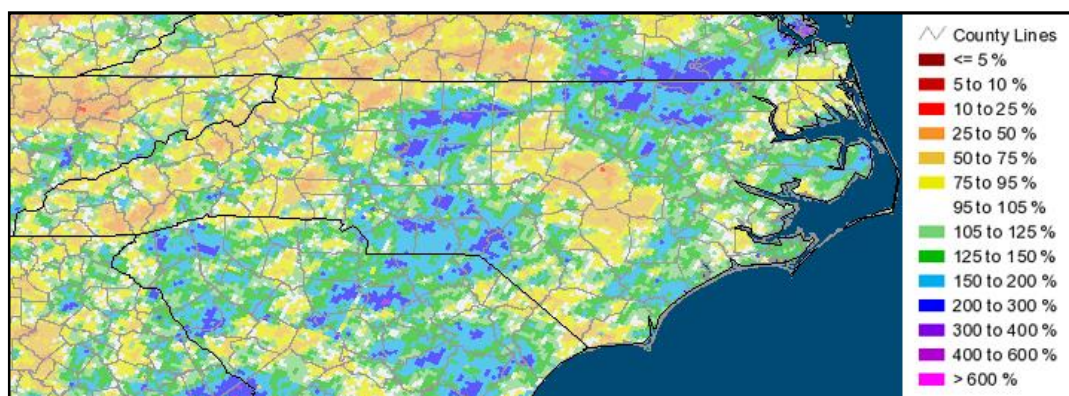 County Lines
<= 5 %
5 to 10 %
10 to 25 %
25 to 50 %
50 to 75 %
75 to 95 %
95 to 105 %
105 to 125 %
125 to 150 %
150 to 200 %
200 to 300 %
300 to 400 %
400 to 600 %
> 600 %